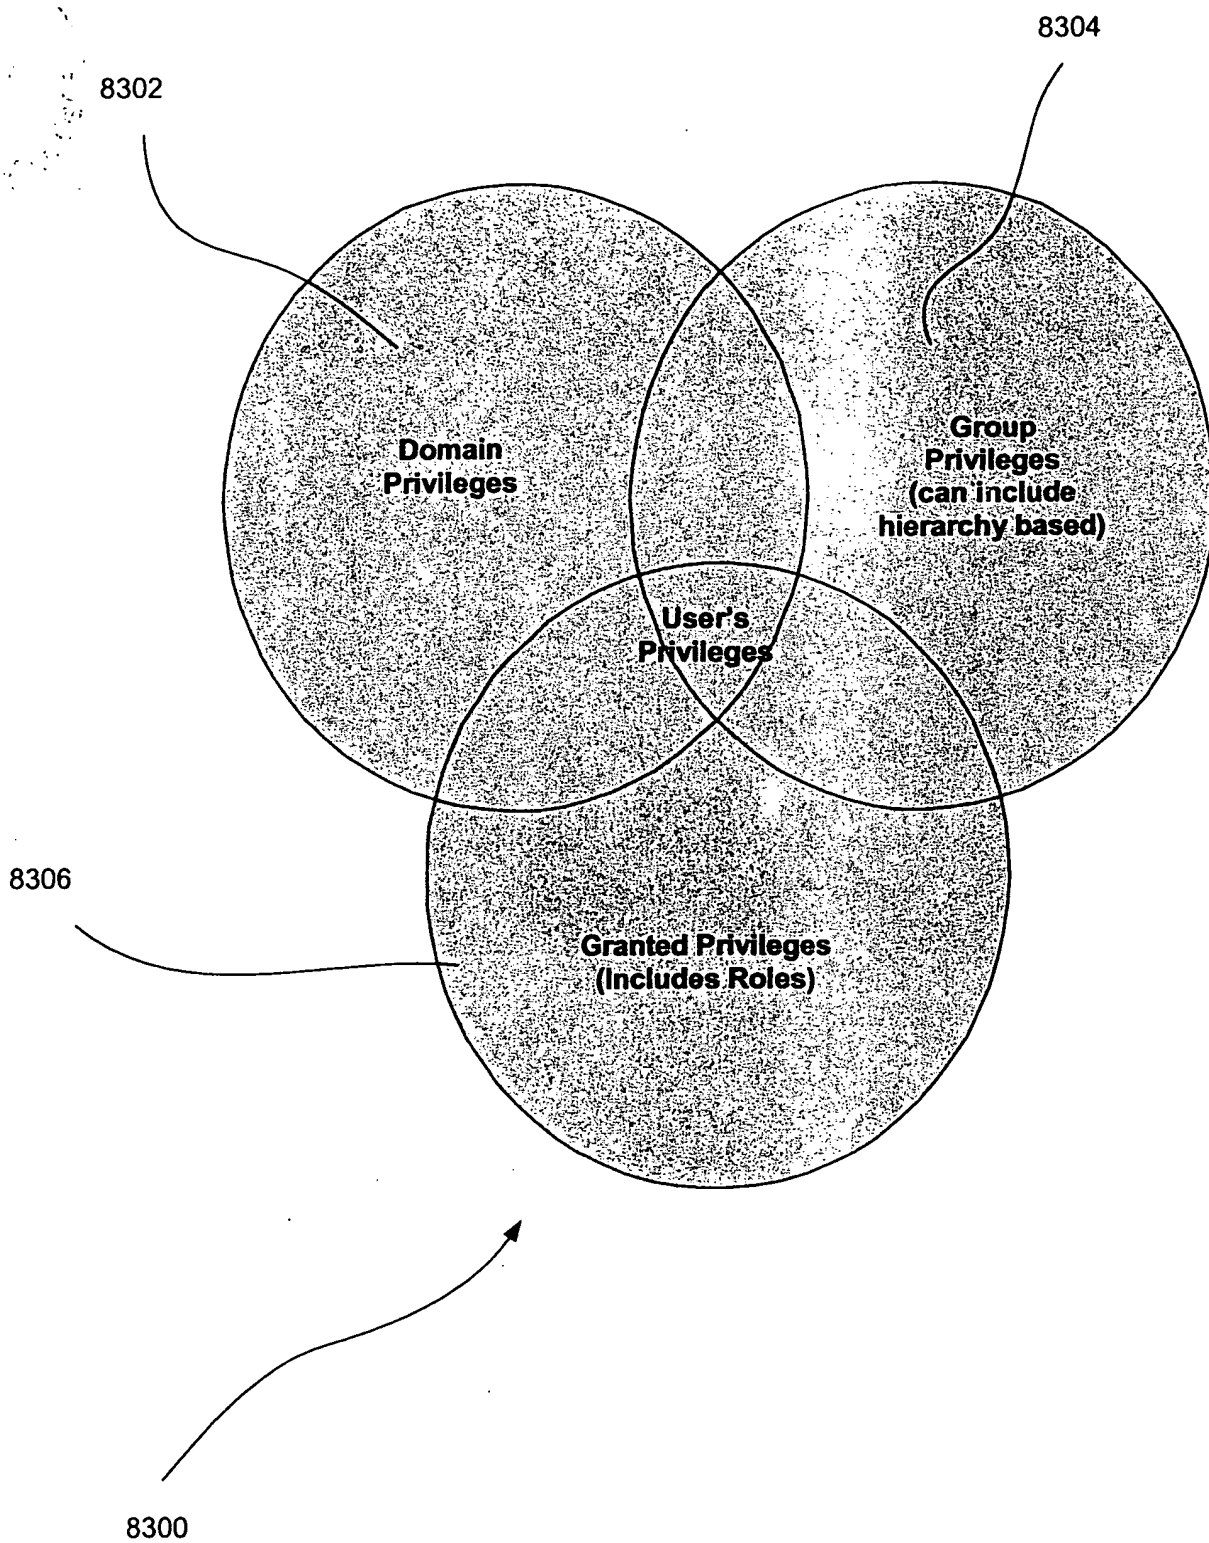 8304
8302
Domain
Privileges
Group
Privileges
(can include
hierarchy based)
User's
Privileges
8306
Granted Privileges
(Includes Roles)
8300